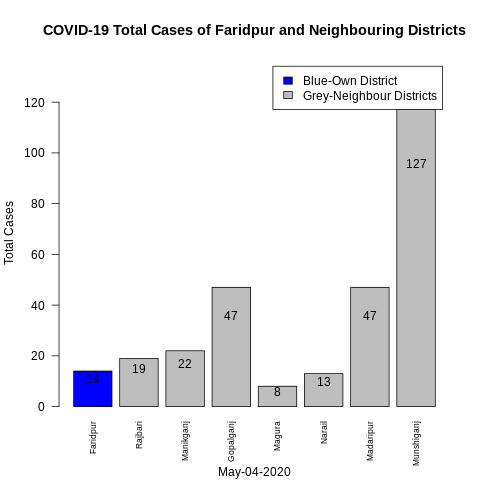 COVID-19 Total Cases of Faridpur and Neighbouring Districts
Blue-Own District
Grey-Neighbour Districts
Total Cases
120
100
80
60
40
20
0
14
19
22
47
8
13
47
127
Faridpur
Rajbari
Manikganj
Gopalganj
Magura
Narail
Madaripur
Munshiganj
May-04-2020